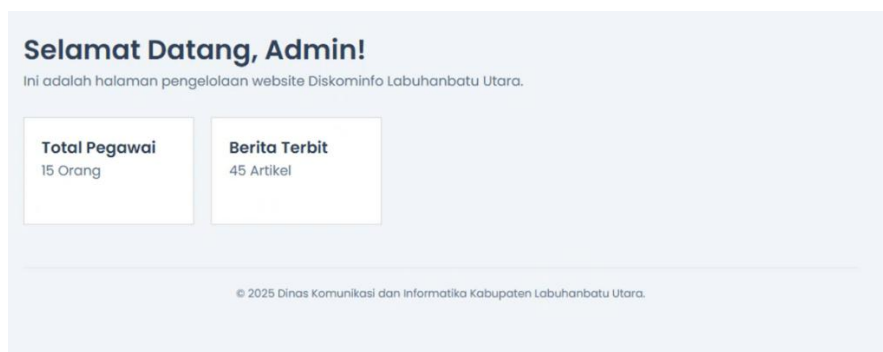 Selamat Datang, Admin!
Ini adalah halaman pengelolaan website Diskominfo Labuhanbatu Utara.
Total Pegawai
15 Orang
Berita Terbit
45 Artikel
© 2025 Dinas Komunikasi dan Informatika Kabupaten Labuhanbatu Utara.